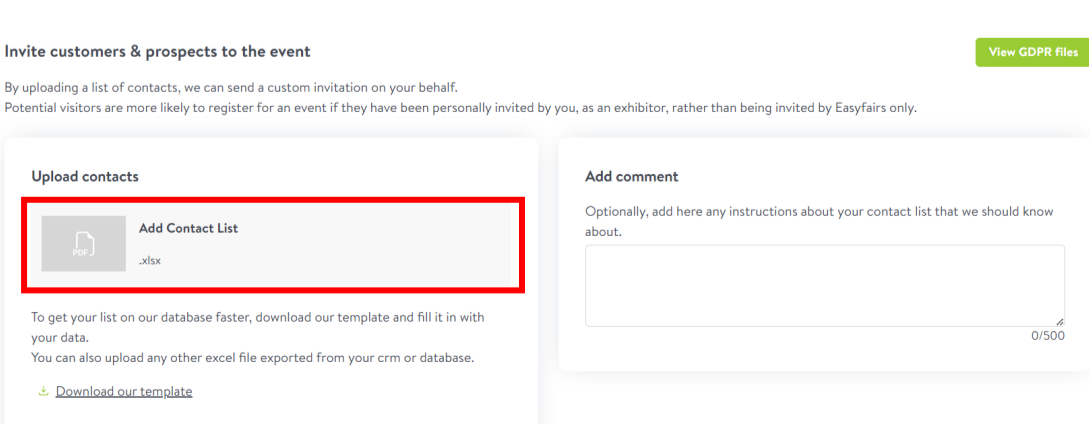 Invite customers & prospects to the event
View GDPR files
By uploading a list of contacts, we can send a custom invitation on your behalf.
Potential visitors are more likely to register for an event if they have been personally invited by you, as an exhibitor, rather than being invited by Easyfairs only.
Upload contacts
Add Contact List
PDF
.xlsx
To get your list on our database faster, download our template and fill it in with
your data.
You can also upload any other excel file exported from your crm or database.
Download our template
Add comment
Optionally, add here any instructions about your contact list that we should know
about.
0/500